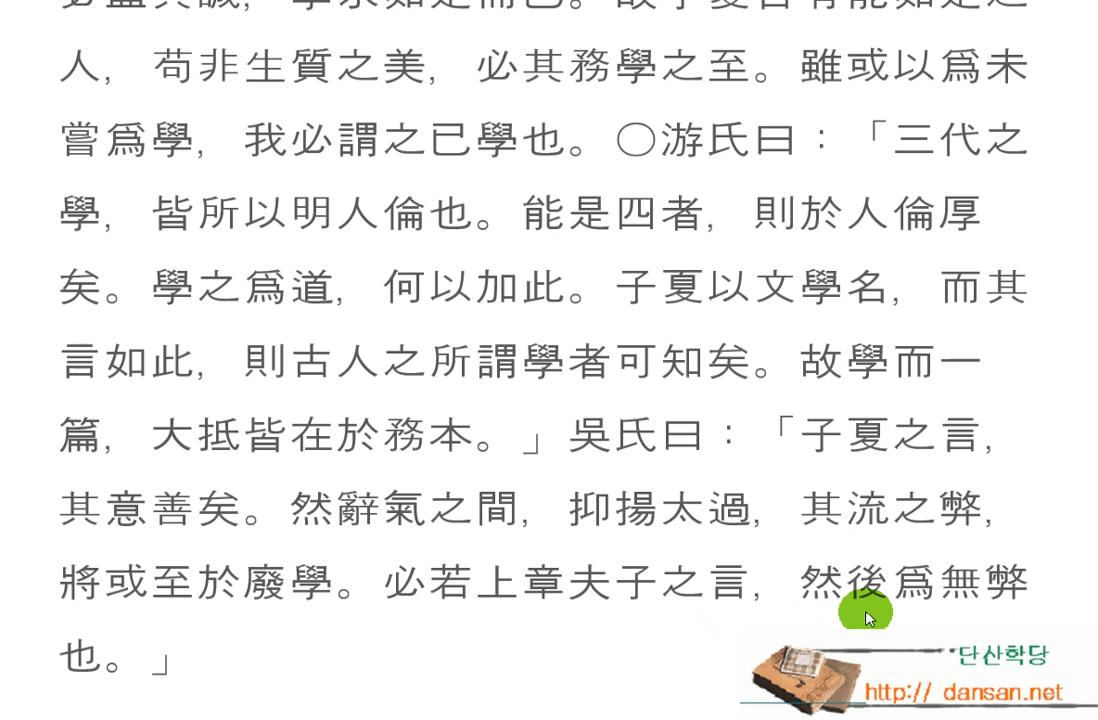 人, 苟非生質之美, 必其務學之至。雖或以爲未
嘗爲學, 我必謂之已學也。〇游氏曰：「三代之
學, 皆所以明人倫也。能是四者, 則於人倫厚
矣。學之爲道, 何以加此。子夏以文學名, 而其
言如此, 則古人之所謂學者可知矣。故學而一
篇, 大抵皆在於務本。」吳氏曰：「子夏之言,
其意善矣。然辭氣之間, 抑揚太過, 其流之弊,
將或至於廢學。必若上章夫子之言, 然後爲無弊
也。」
단산학당
http:// dansan.net